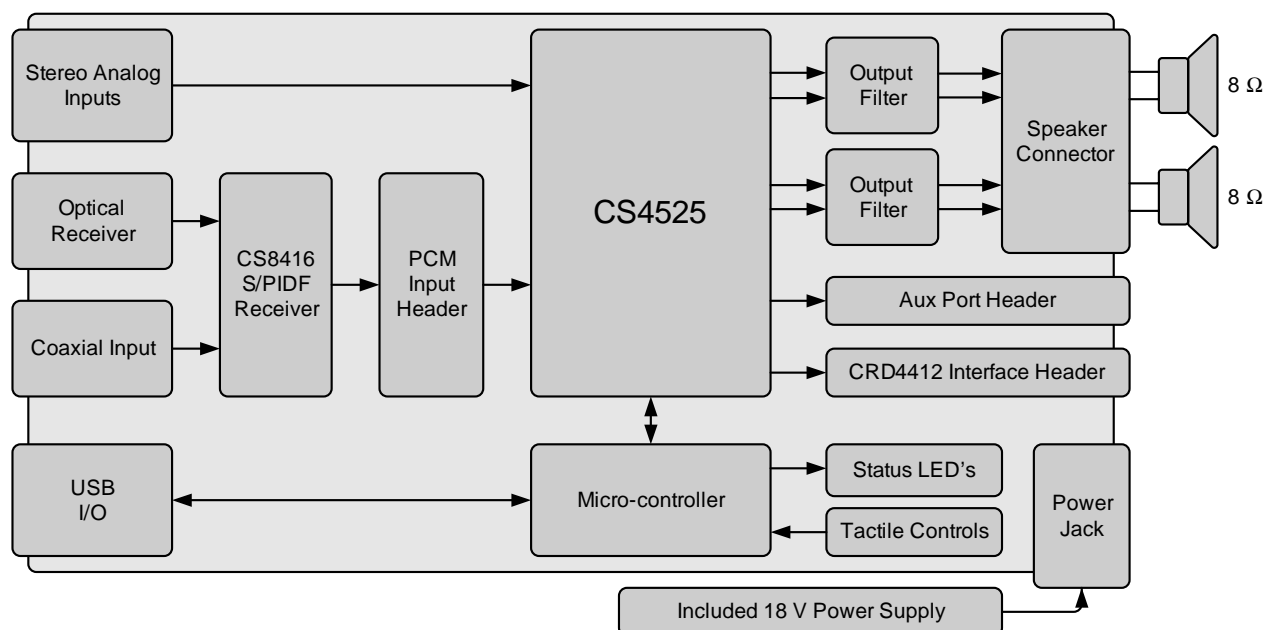 Stereo Analog
Inputs
Optical
Receiver
Coaxial Input
USB
I/O
CS8416
S/PIDF
Receiver
PCM
Input
Header
CS4525
Micro-controller
Output
Filter
Output
Filter
Speaker
Connector
8 Ω
8 Ω
Aux Port Header
CRD4412 Interface Header
Status LED's
Tactile Controls
Power
Jack
Included 18 V Power Supply